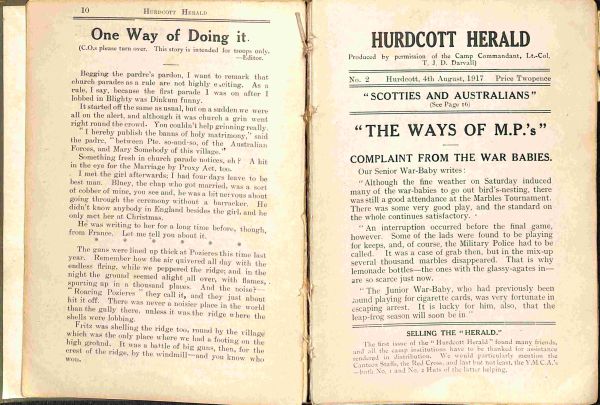 10 HURDCOTT HERALD
One Way of Doing it.
(C.O.s please turn over. This story is intended for troops only.
—Editor.
Begging the pardre's pardon, I want to remark that
church parades as a rule are not highly exciting. As a
rule, I say, because the first parade I was on after I
lobbed in Blighty was Dinkum funny.
It started off the same as usual, but on a sudden we were
all on the alert, and although it was church a grin went
right round the crowd. You couldn't help grinning really.
"I hereby publish the banns of holy matrimony," said
the padre, "between Pte. so-and-so, of the Australian
Forces, and Mary Somebody of this village."
Something fresh in church parade notices, eh? A hit
in the eye for the Marriage by Proxy Act, too.
I met the girl afterwards; I had four days leave to be
best man. Bluey, the chap who got married, was a sort
of cobber of mine, you see and, he was a bit nervous about
going through the ceremony without a barracker. He
didn't know anybody in England besides the girl, and he
only met her at Christmas.
He was writing to her for a long time before, though,
from France. Let me tell you about it.
* * * * * *
The guns were lined up thick at Pozieres this time last
year. Remember how the air quivered all day with the
endless firing, while we peppered the ridge; and in the
night the ground seemed alight all over, with flames,
spurting up in a thousand places. And the noise?—
"Roaring Pozieres" they call it, and they just about
hit it off. There was never a noisier place in the world
than the gully there, unless it was the ridge where the
shells were lobbing.
Fritz was shelling the ridge too, round by the village
which was the only place where we had a footing on the
high ground. It was a battle of big guns, then, for the
crest of the ridge, by the windmill—and you know who
won.
HURDCOTT HERALD
Produced by permission of the Camp Commandant, Lt.-Col.
T. J. D. Darvall)
No. 2 Hurdcott, 4th August, 1917 Price Twopence
"SCOTTIES AND AUSTRALIANS"
(See Page 16)
"THE WAYS OF M.P.'s"
COMPLAINT FROM THE WAR BABIES.
Our Senior War-Baby writes:
"Although the fine weather on Saturday induced
many of the war-babies to go out bird's-nesting, there
was still a good attendance at the Marbles Tournament.
There was some very good play, and the standard on
the whole continues satisfactory.
"An interruption occurred before the final game,
however. Some of the lads were found to be playing
for keeps, and, of course, the Military Police had to be
called. It was a case of grab then, but in the mix-up
several thousand marbles disappeared. That is why
lemonade bottles—the ones with the glassy-agates in—
are so scarce just now.
"The Junior War-Baby, who had previously been
around playing for cigarette cards, was very fortunate in
escaping arrest. It is lucky for him, also, that the
leap-frog season will soon be in."
SELLING THE "HERALD."
The first issue of the "Hurdcott Herald" found many friends,
and all the camp institutions have to be thanked for assistance
rendered in distribution. We would particularly mention the
Canteen Staffs, the Red Cross, and last but not least, the Y.M.C.A.'s
—both No. 1 and No. 2 Huts of the latter helping.